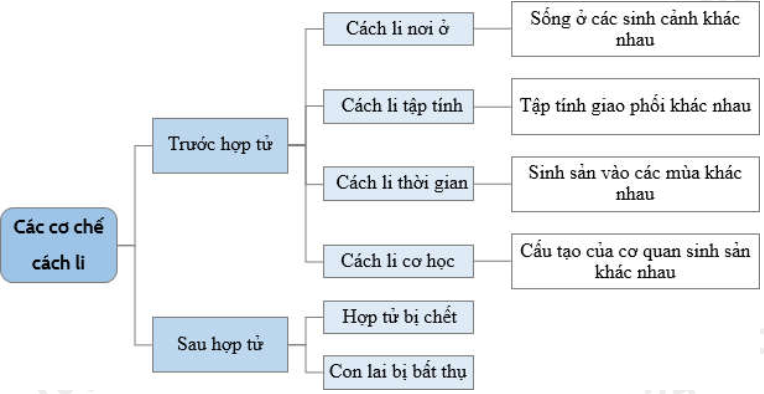 Các cơ chế
cách li
Trước hợp tử
Cách li nơi ở
Sống ở các sinh cảnh khác
nhau
Cách li tập tính
Tập tính giao phối khác nhau
Cách li thời gian
Sinh sản vào các mùa khác
nhau
Cách li cơ học
Cấu tạo của cơ quan sinh sản
khác nhau
Sau hợp tử
Hợp tử bị chết
Con lai bị bất thụ